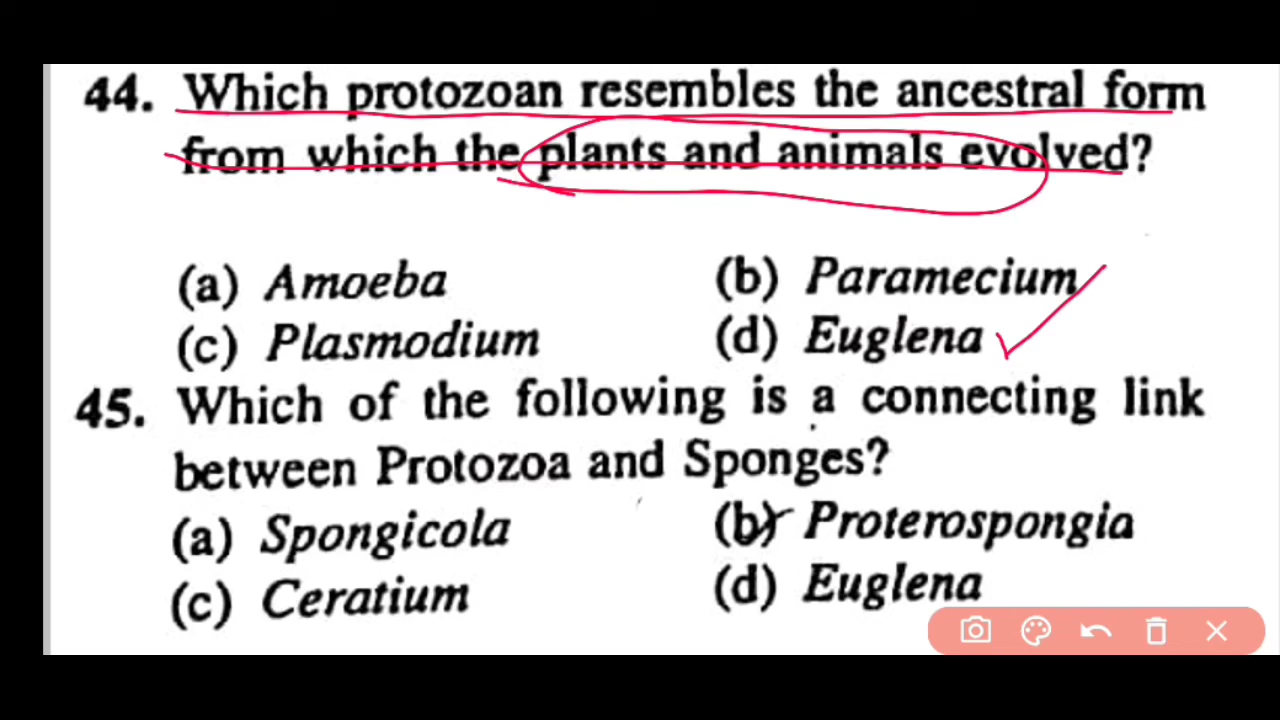 44. Which protozoan resembles the ancestral form
from which the plants and animals evolved?
(a) Amoeba (b) Paramecium
(c) Plasmodium (d) Euglena
45. Which of the following is a connecting link
between Protozoa and Sponges?
(a) Spongicola (b) Proterospongia
(c) Ceratium (d) Euglena